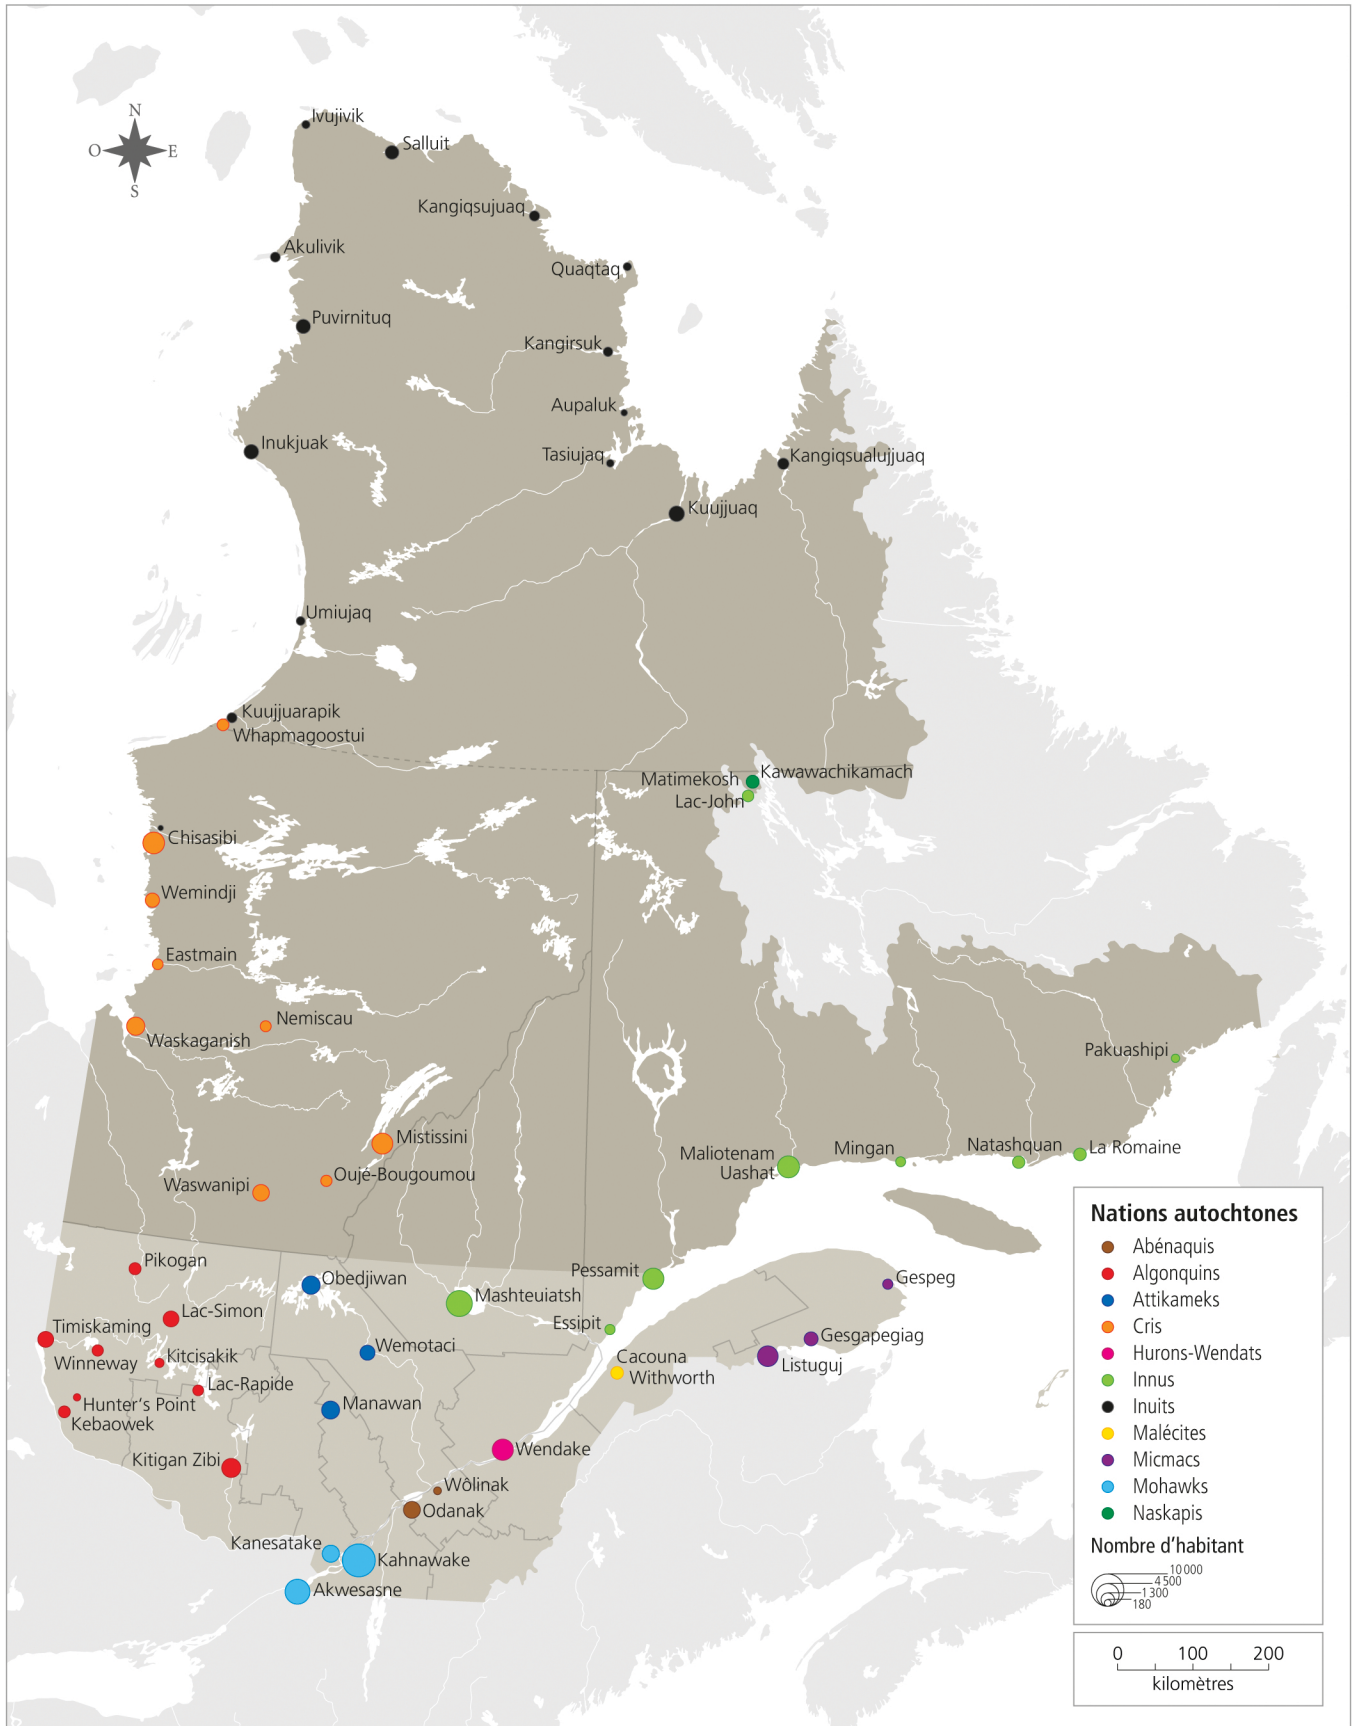 Ivujivik
N
Salluit
O
E
S
Kangiqsujuaq
Akulivik
Quaqtaq
Puvirnituq
Kangirsuk
Aupaluk
Inukjuak
Tasiujaq
Kangiqsualujjuaq
Kuujjuaq
Umiujaq
Kuujjuarapik
Whapmagoostui
Matimekosh
Kawawachikamach
Lac-John
Chisasibi
Wemindji
Eastmain
Nemiscau
Waskaganish
Pakuashipi
Mistissini
Maliotenam
Uashat
Mingan
Natashquan
La Romaine
Oujé-Bougoumou
Waswanipi
Pikogan
Obedjiwan
Pessamit
Gespeg
Mashteuiatsh
Lac-Simon
Essipit
Timiskaming
Gesgapegiag
Wemotaci
Winneway
Kitcisakik
Cacouna
Withworth
Listuguj
Lac-Rapide
Hunter's Point
Manawan
Kebaowek
Wendake
Kitigan Zibi
Wôlinak
Odanak
Kanesatake
Kahnawake
Akwesasne
Nations autochtones
Abénaquis
Algonquins
Attikameks
Cris
Hurons-Wendats
Innus
Inuits
Malécites
Micmacs
Mohawks
Naskapis
Nombre d'habitant
10 000
4 500
1 300
180
0 100 200
kilomètres